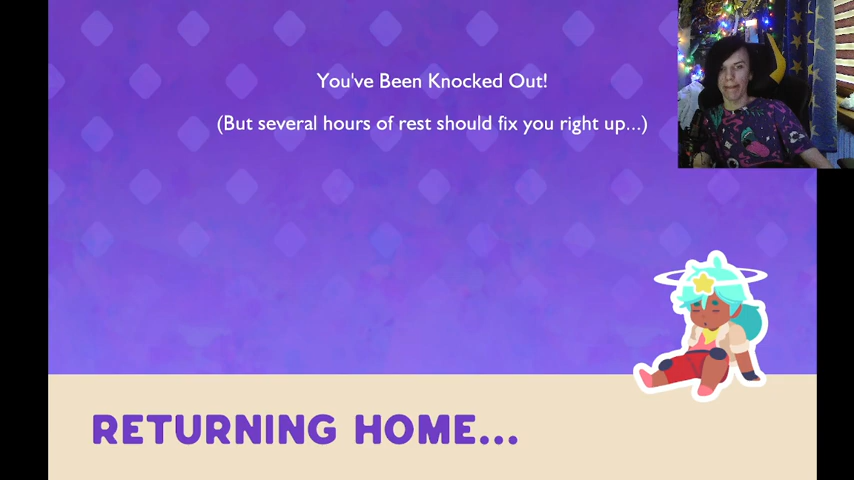 You've Been Knocked Out!
(But several hours of rest should fix you right up...)
RETURNING HOME...